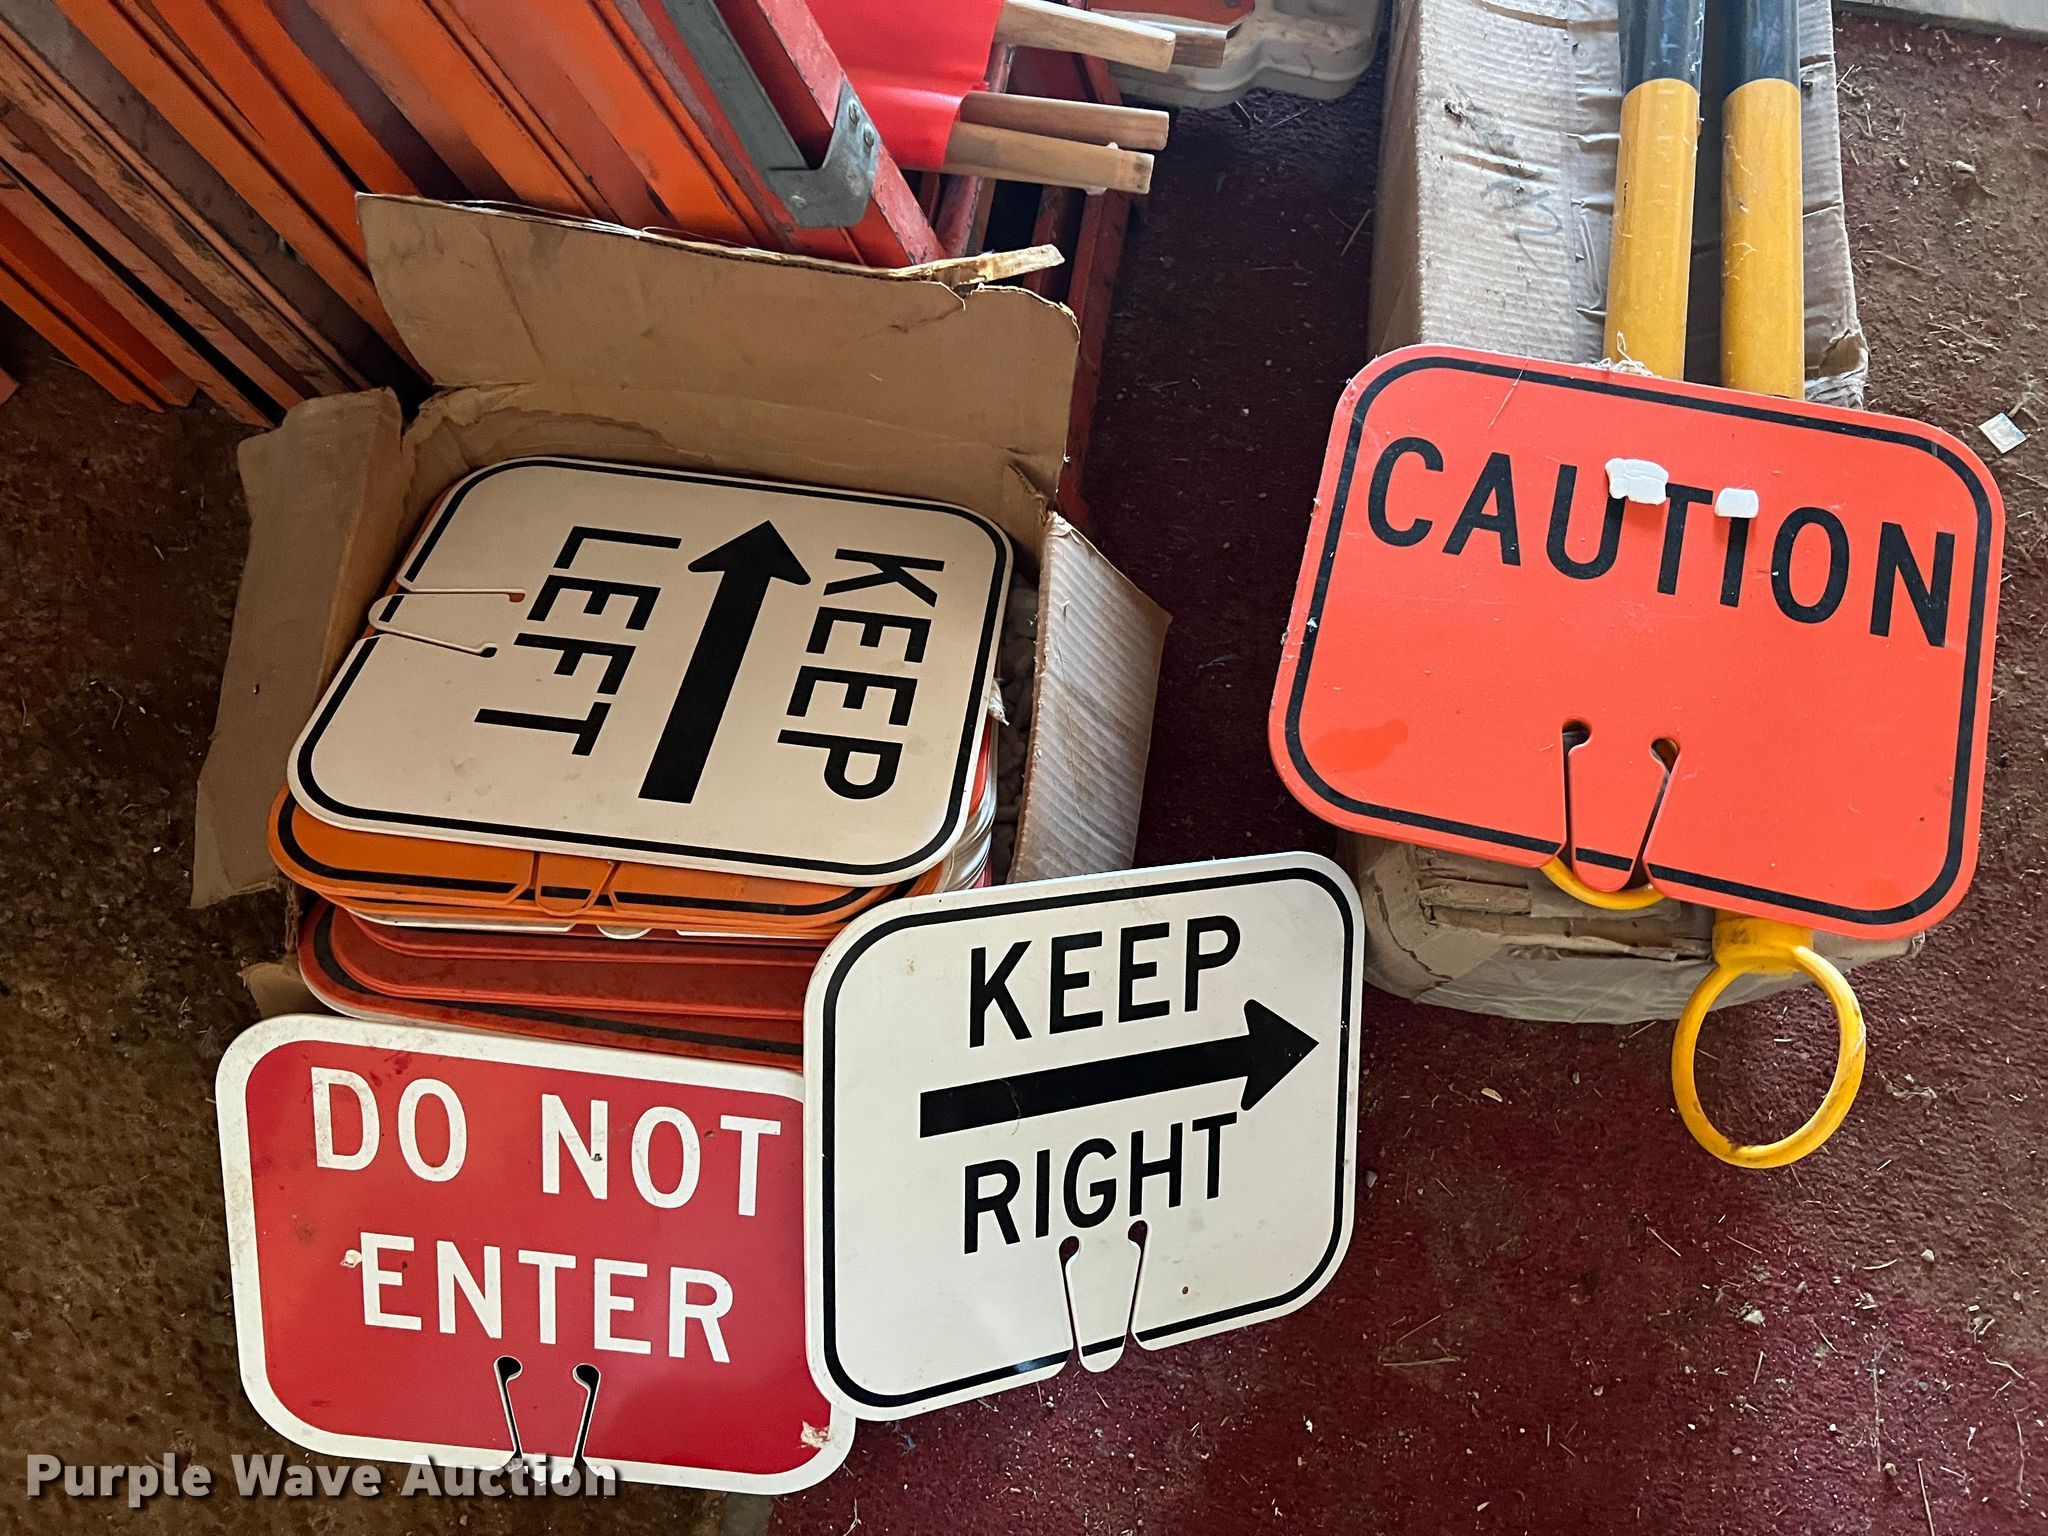 KEEP
LEFT
CAUTION
KEEP
RIGHT
DO NOT
ENTER
Purple Wave Auction